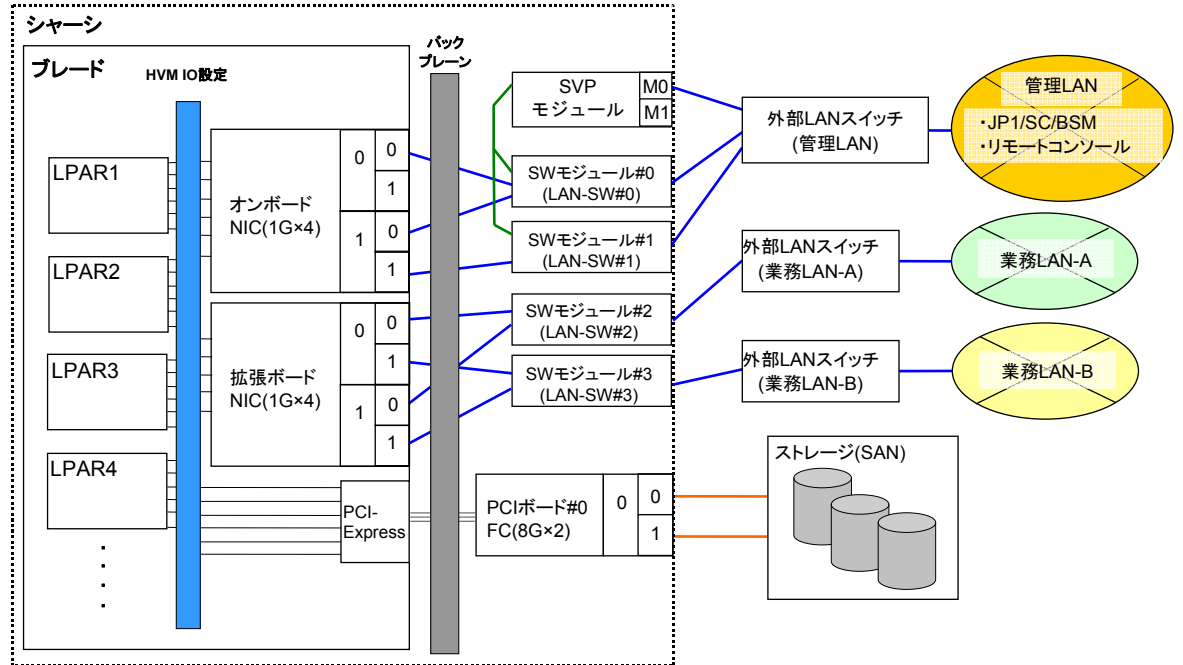 シャーシ
ブレード
HVM IO設定
バック
プレーン
LPAR1
LPAR2
LPAR3
LPAR4
・
・
・
・
オンボード
NIC(1G×4)
0
0
1
1
0
1
拡張ボード
NIC(1G×4)
0
0
1
1
0
1
PCI-
Express
SVP
モジュール
M0
M1
SWモジュール#0
(LAN-SW#0)
SWモジュール#1
(LAN-SW#1)
SWモジュール#2
(LAN-SW#2)
SWモジュール#3
(LAN-SW#3)
PCIボード#0
FC(8G×2)
0
0
1
外部LANスイッチ
(管理LAN)
外部LANスイッチ
(業務LAN-A)
外部LANスイッチ
(業務LAN-B)
管理LAN
・JP1/SC/BSM
・リモートコンソール
業務LAN-A
業務LAN-B
ストレージ(SAN)